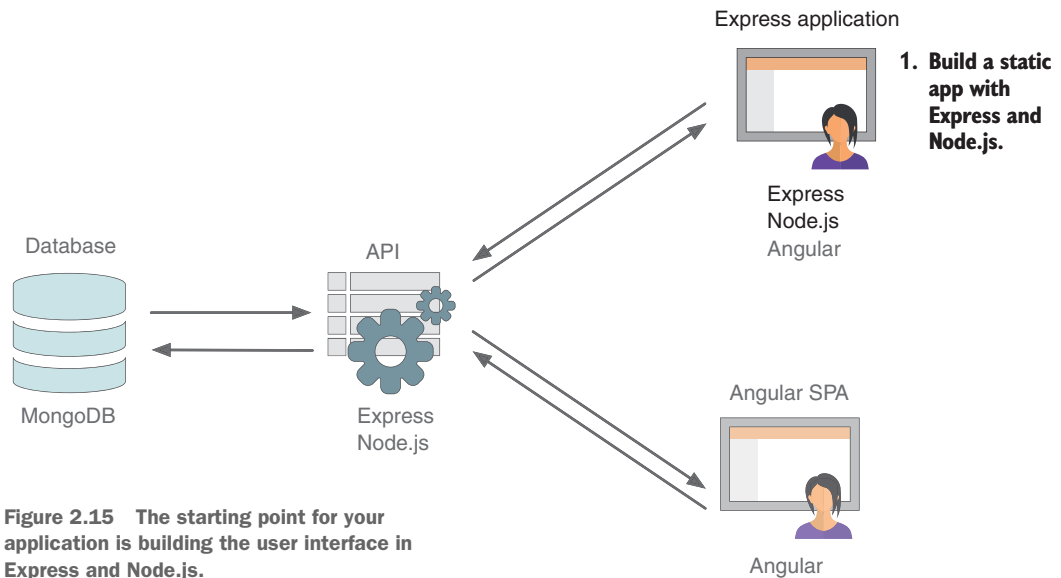 Express application
1. Build a static
app with
Express and
Node.js.
Express
Node.js
Angular
Database
API
MongoDB
Express
Node.js
Angular SPA
Angular
Figure 2.15 The starting point for your
application is building the user interface in
Express and Node.js.